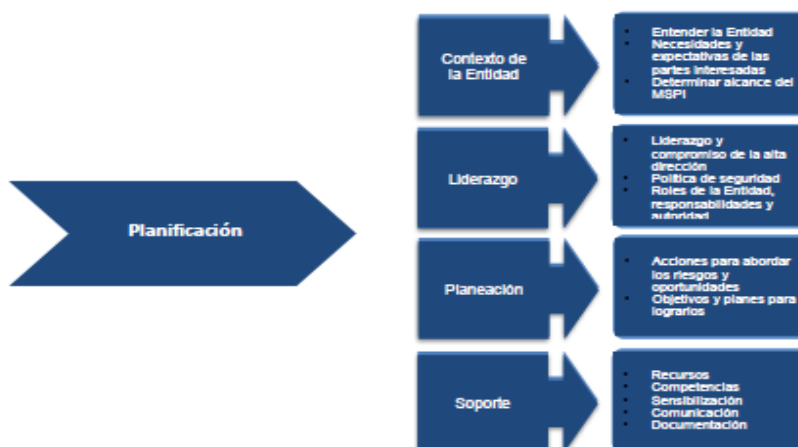 Planificación
Contexto de
la Entidad
Entender la Entidad
Necesidades y
expectativas de las
partes interesadas
Determinar alcance del
MSPI
Liderazgo
Liderazgo y
compromiso de la alta
dirección
Política de seguridad
Roles de la Entidad,
responsabilidades y
autoridad
Planeación
Acciones para abordar
los riesgos y
oportunidades
Objetivos y planes para
lograrlos
Soporte
Recursos
Competencias
Sensibilización
Comunicación
Documentación